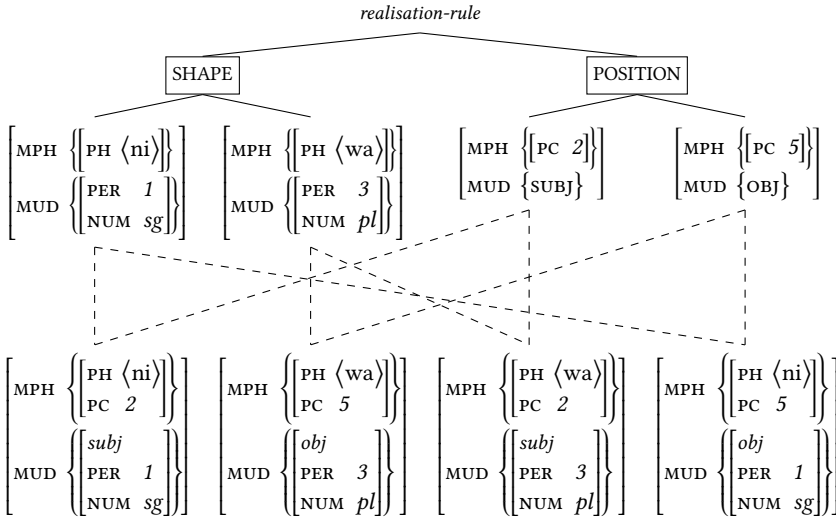 realisation-rule
SHAPE POSITION
MPH {[PH ⟨ni⟩]} MPH {[PH ⟨wa⟩]} MPH {[PC 2]} MPH {[PC 5]}
MUD {SUBJ} MUD {OBJ}
PER 1 PER 3
MUD MUD
NUM sg NUM pl
PH ⟨ni⟩ PH ⟨wa⟩ PH ⟨wa⟩ PH ⟨ni⟩
MPH MPH MPH MPH
PC 2 PC 5 PC 2 PC 5
subj obj subj obj
MUD PER 1 MUD PER 3 MUD PER 3 MUD PER 1
NUM sg NUM pl NUM pl NUM sg